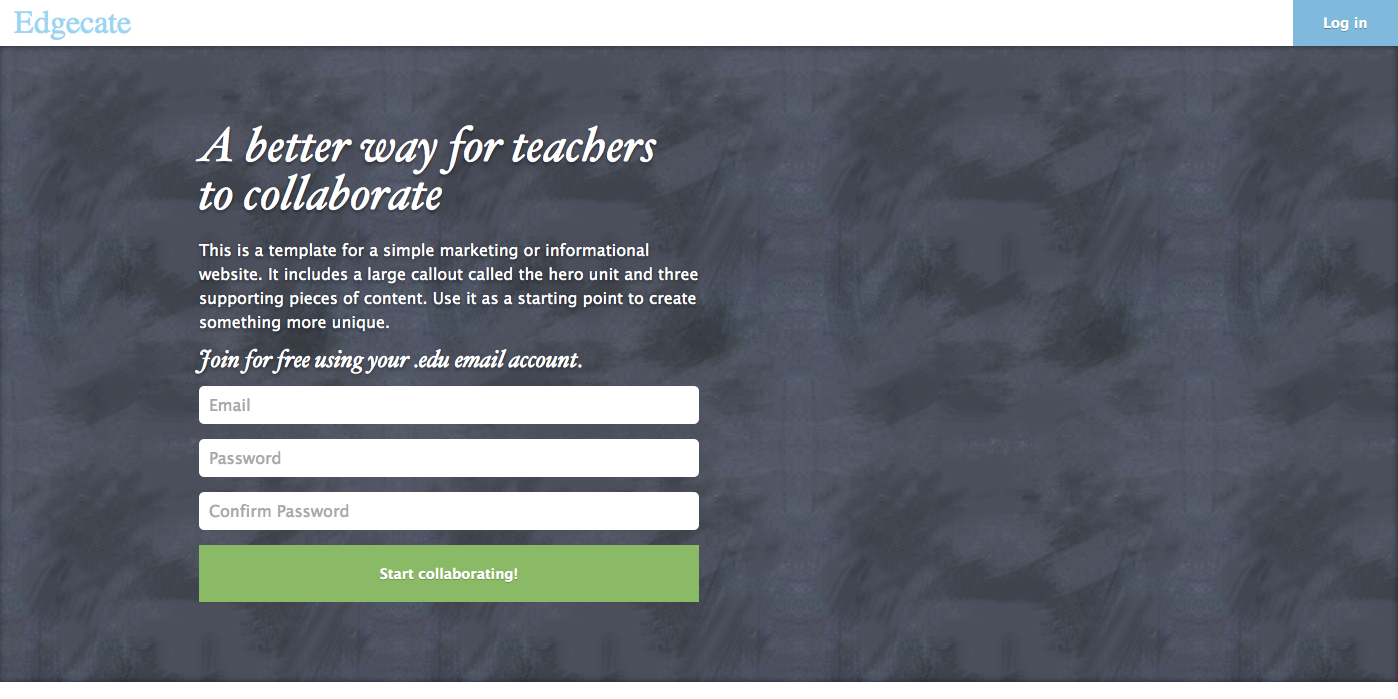 Edgecate
Log in
A better way for teachers
to collaborate
This is a template for a simple marketing or informational
website. It includes a large callout called the hero unit and three
supporting pieces of content. Use it as a starting point to create
something more unique.
Join for free using your .edu email account.
Email
Password
Confirm Password
Start collaborating!